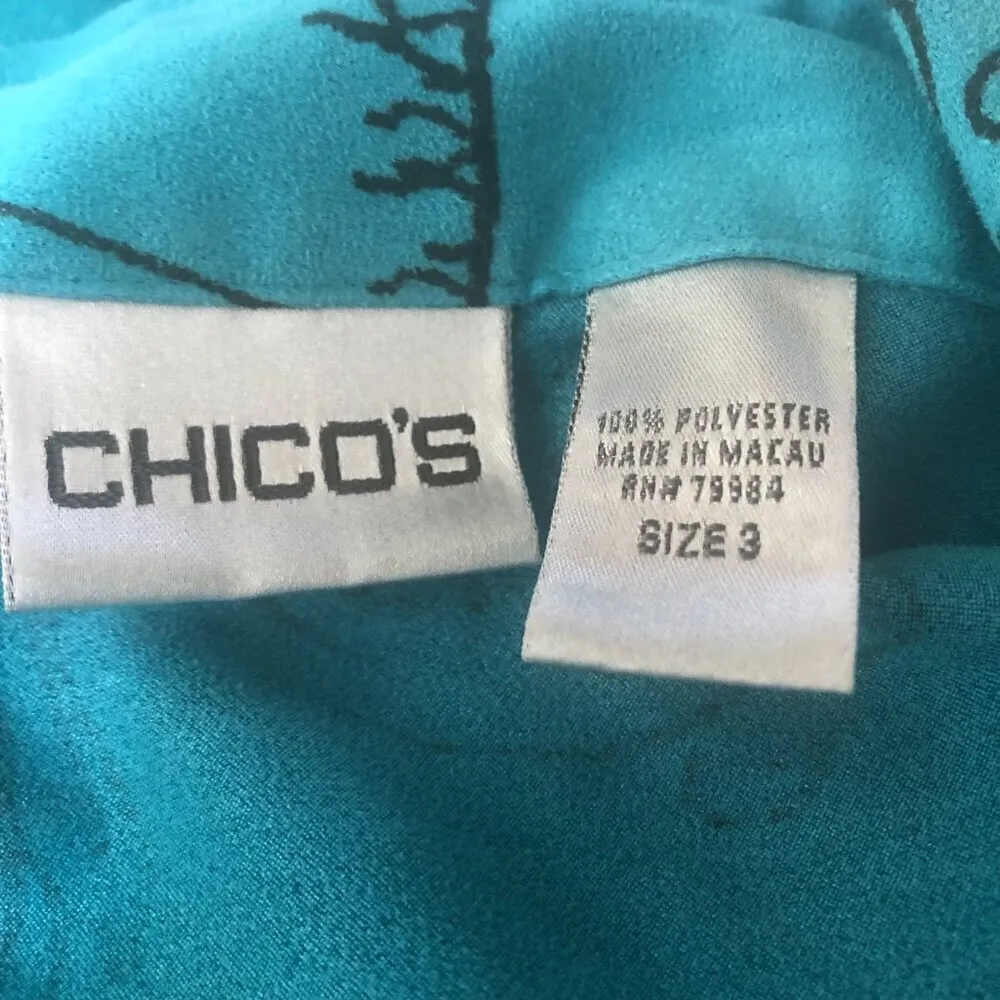 CHICO'S
100% POLYESTER
MADE IN MACAU
RN# 79984
SIZE 3